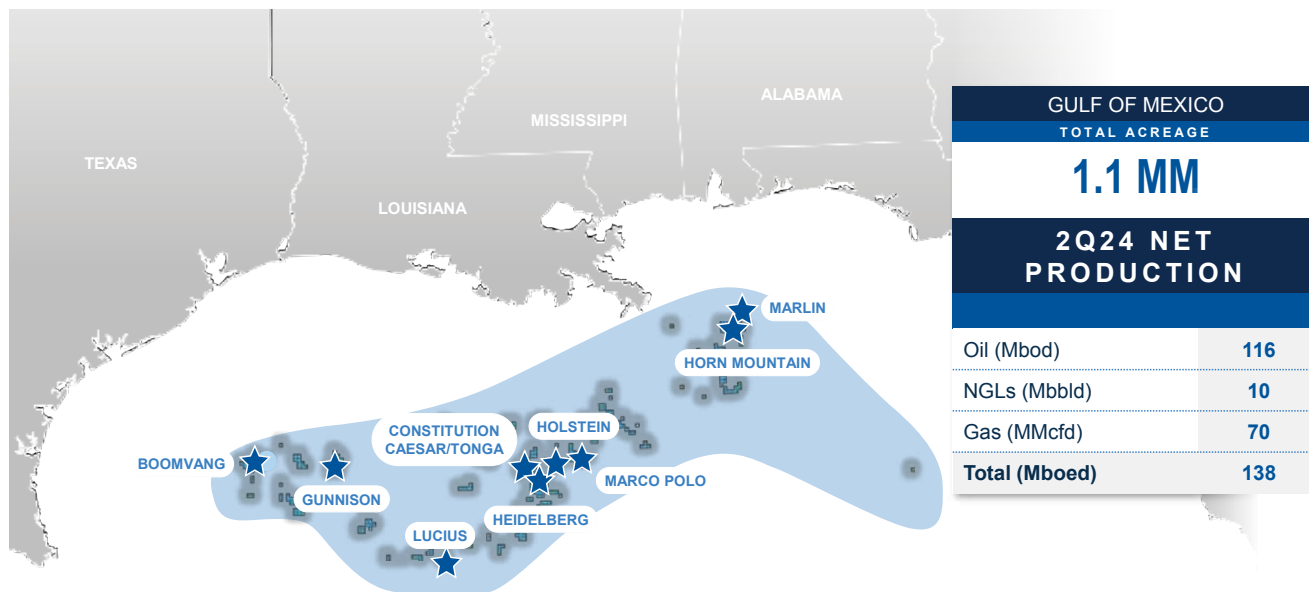 TEXAS
LOUISIANA
MISSISSIPPI
ALABAMA
MARLIN
HORN MOUNTAIN
CONSTITUTION
CAESAR/TONGA
HOLSTEIN
BOOMVANG
GUNNISON
MARCO POLO
HEIDELBERG
LUCIUS
GULF OF MEXICO
TOTAL ACREAGE
1.1 MM
2Q24 NET
PRODUCTION
Oil (Mbod) 116
NGLs (Mbbld) 10
Gas (MMcfd) 70
Total (Mboed) 138